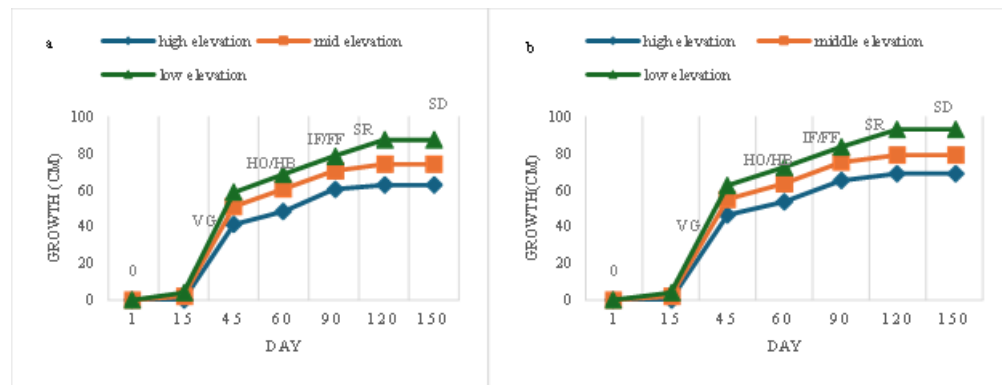 a
high elevation
mid elevation
low elevation
GROWTH (CM)
100
80
60
40
20
0
0
VG
HO/HB
IF/FF
SR
SD
1 15 45 60 90 120 150
DAY
b
high elevation
middle elevation
low elevation
GROWTH(CM)
100
80
60
40
20
0
0
VG
HO/HB
IF/FF
SR
SD
1 15 45 60 90 120 150
DAY